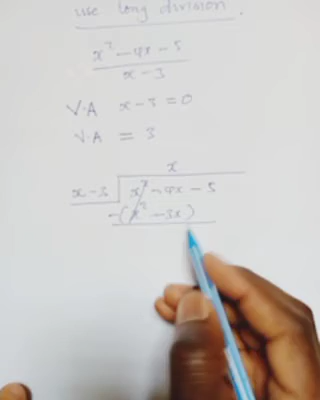 use long division.
x² - 4x - 5
x - 3
V.A x - 3 = 0
V.A = 3
x
x - 3 x² - 4x - 5
-(x² - 3x)